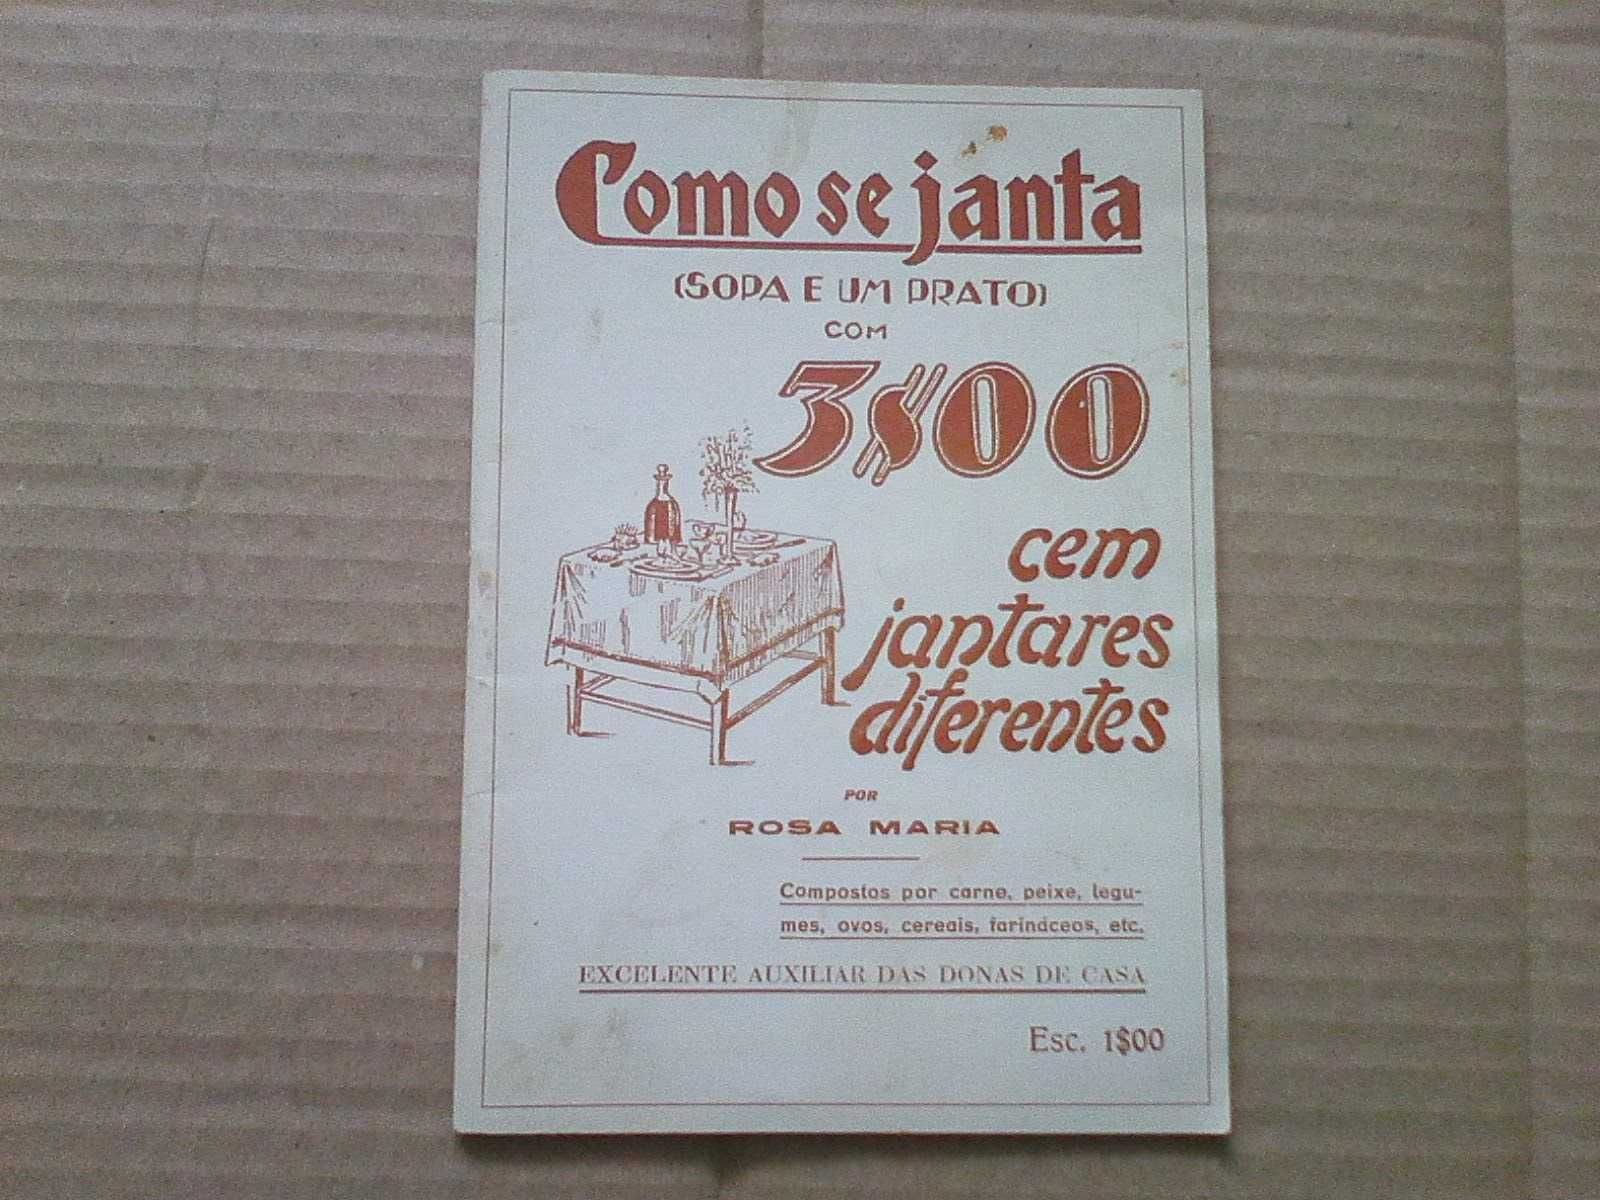 Como se janta
(SOPA E UM PRATO)
COM
3$00
cem
jantares
diferentes
POR
ROSA MARIA
Compostos por carne, peixe, legu-
mes, ovos, cereais, farináceos, etc.
EXCELENTE AUXILIAR DAS DONAS DE CASA
Esc. 1$00